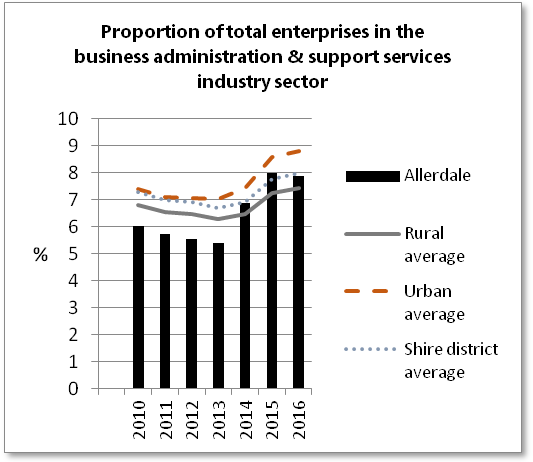 Proportion of total enterprises in the
business administration & support services
industry sector
10
9
8
7
6
5
4
3
2
1
0
%
2010
2011
2012
2013
2014
2015
2016
Allerdale
Rural
average
Urban
average
Shire district
average